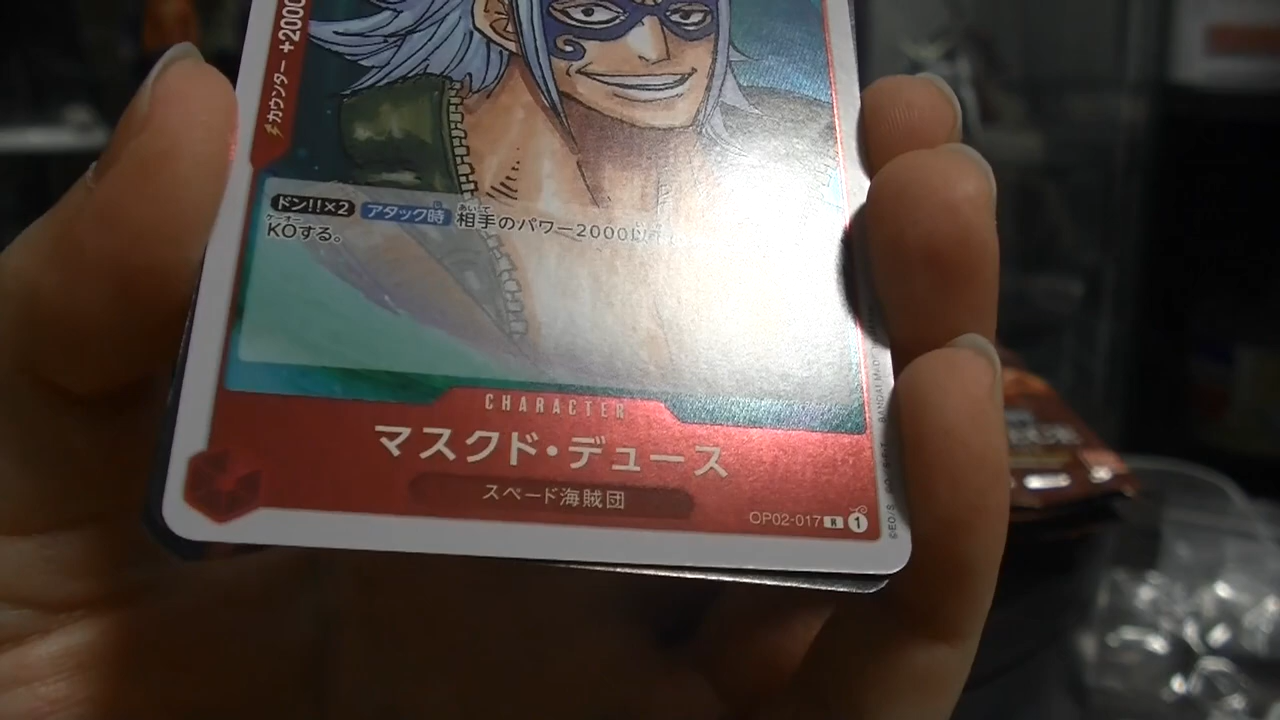 カウンター +2000
ドン!!×2 アタック時 相手のパワー2000以下
KOする。
CHARACTER
マスクド・デュース
スペード海賊団
OP02-017 R 1